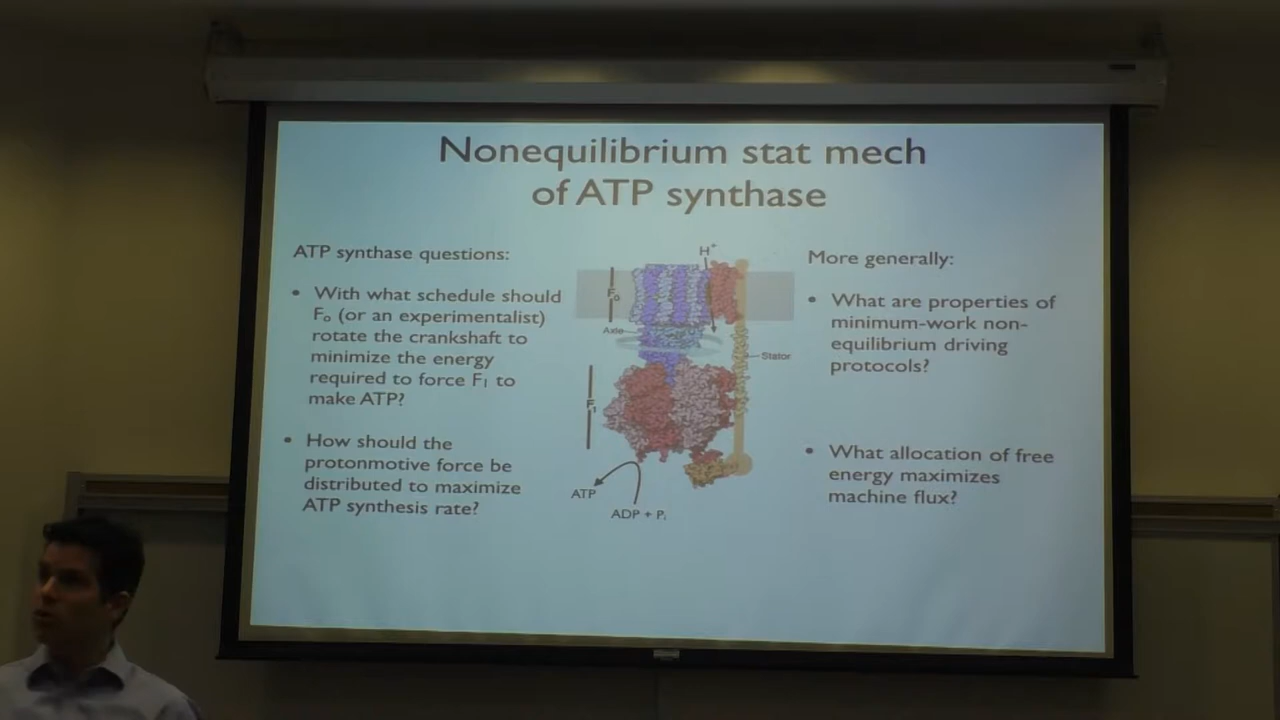 Nonequilibrium stat mech
of ATP synthase
ATP synthase questions:
• With what schedule should
Fₒ (or an experimentalist)
rotate the crankshaft to
minimize the energy
required to force F₁ to
make ATP?
• How should the
protonmotive force be
distributed to maximize
ATP synthesis rate?
H⁺
Fₒ
Axle
Stator
F₁
ATP
ADP + Pᵢ
More generally:
• What are properties of
minimum-work non-
equilibrium driving
protocols?
• What allocation of free
energy maximizes
machine flux?